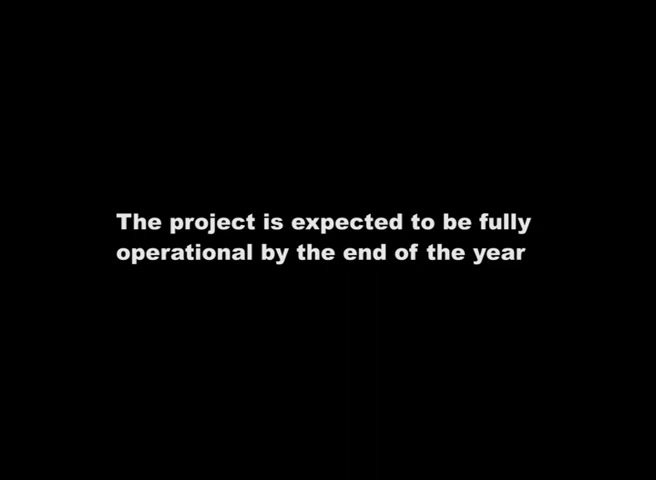 The project is expected to be fully
operational by the end of the year